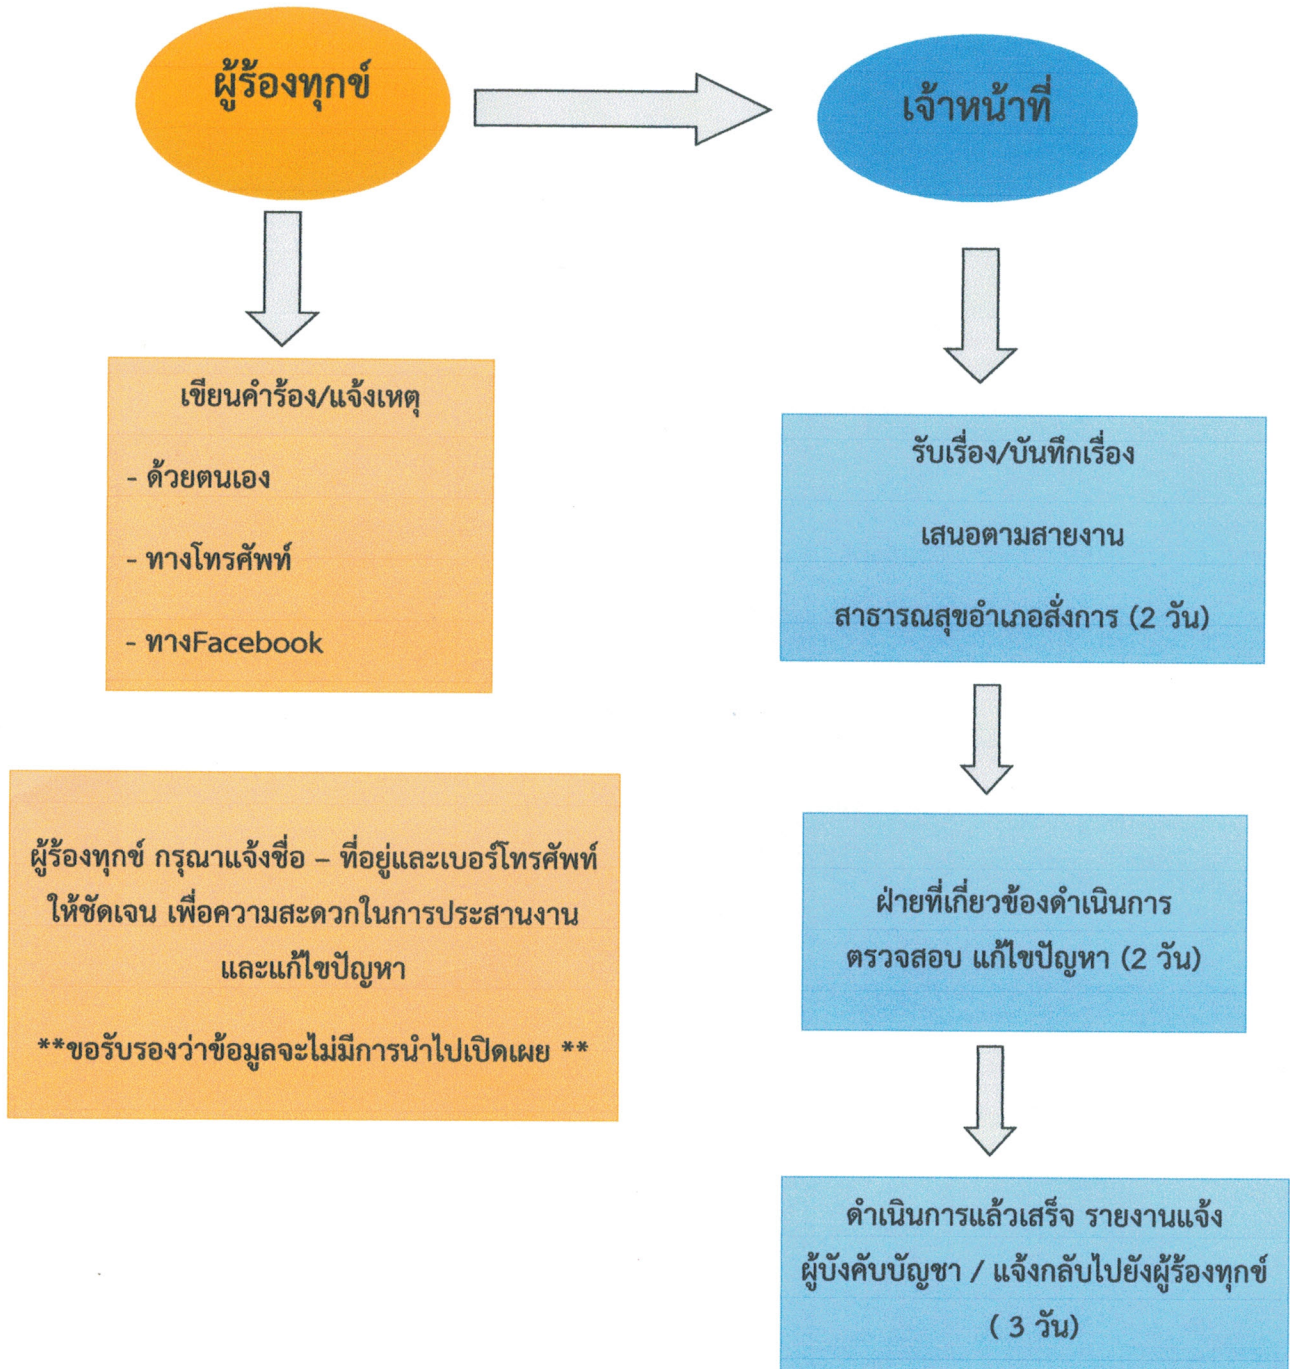 ผู้ร้องทุกข์
เจ้าหน้าที่
เขียนคำร้อง/แจ้งเหตุ
- ด้วยตนเอง
- ทางโทรศัพท์
- ทางFacebook
ผู้ร้องทุกข์ กรุณาแจ้งชื่อ – ที่อยู่และเบอร์โทรศัพท์
ให้ชัดเจน เพื่อความสะดวกในการประสานงาน
และแก้ไขปัญหา
**ขอรับรองว่าข้อมูลจะไม่มีการนำไปเปิดเผย **
รับเรื่อง/บันทึกเรื่อง
เสนอตามสายงาน
สาธารณสุขอำเภอสั่งการ (2 วัน)
ฝ่ายที่เกี่ยวข้องดำเนินการ
ตรวจสอบ แก้ไขปัญหา (2 วัน)
ดำเนินการแล้วเสร็จ รายงานแจ้ง
ผู้บังคับบัญชา / แจ้งกลับไปยังผู้ร้องทุกข์
( 3 วัน)